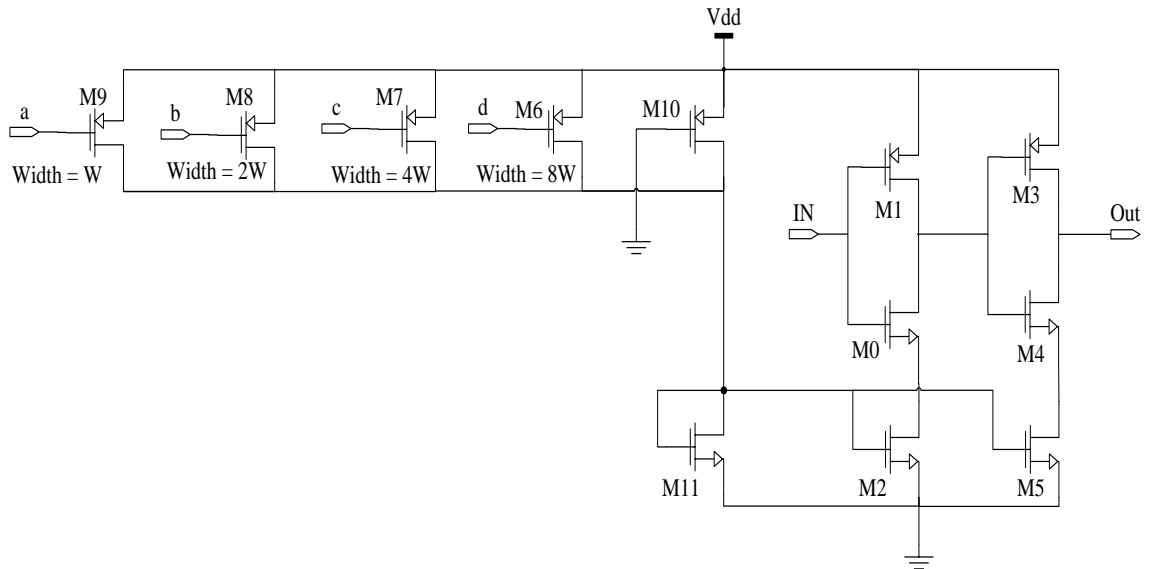 Vdd
M9
M8
M7
M6
M10
a
b
c
d
Width = W
Width = 2W
Width = 4W
Width = 8W
M1
M3
IN
Out
M0
M4
M11
M2
M5